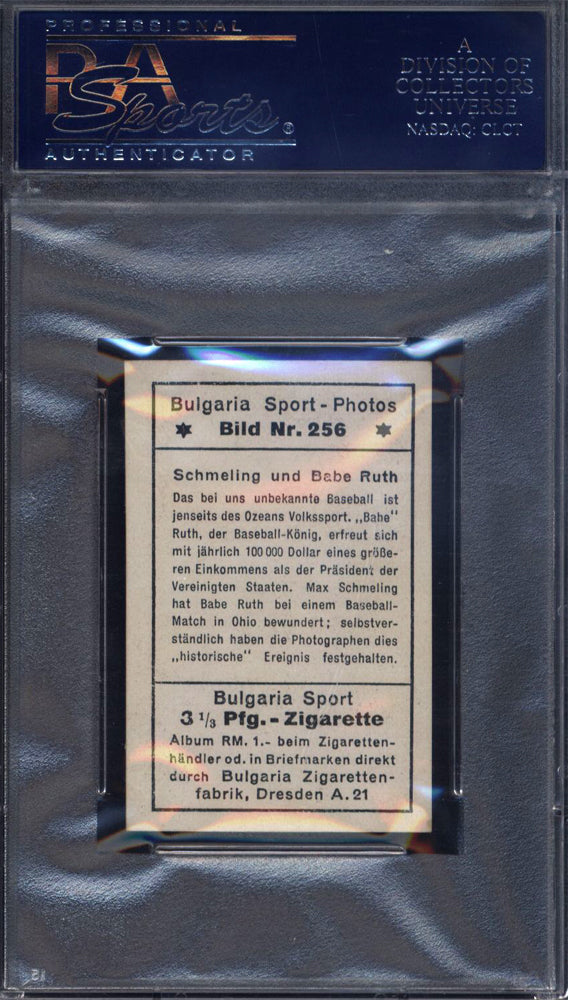 PROFESSIONAL
PSA
Sports®
AUTHENTICATOR
A
DIVISION OF
COLLECTORS
UNIVERSE
NASDAQ: CLCT
Bulgaria Sport-Photos
Bild Nr. 256
Schmeling und Babe Ruth
Das bei uns unbekannte Baseball ist
jenseits des Ozeans Volkssport. „Babe"
Ruth, der Baseball-König, erfreut sich
mit jährlich 100 000 Dollar eines größe-
ren Einkommens als der Präsident der
Vereinigten Staaten. Max Schmeling
hat Babe Ruth bei einem Baseball-
Match in Ohio bewundert; selbstver-
ständlich haben die Photographen dies
„historische" Ereignis festgehalten.
Bulgaria Sport
3 1/3 Pfg.-Zigarette
Album RM. 1.- beim Zigaretten-
händler od. in Briefmarken direkt
durch Bulgaria Zigaretten-
fabrik, Dresden A. 21